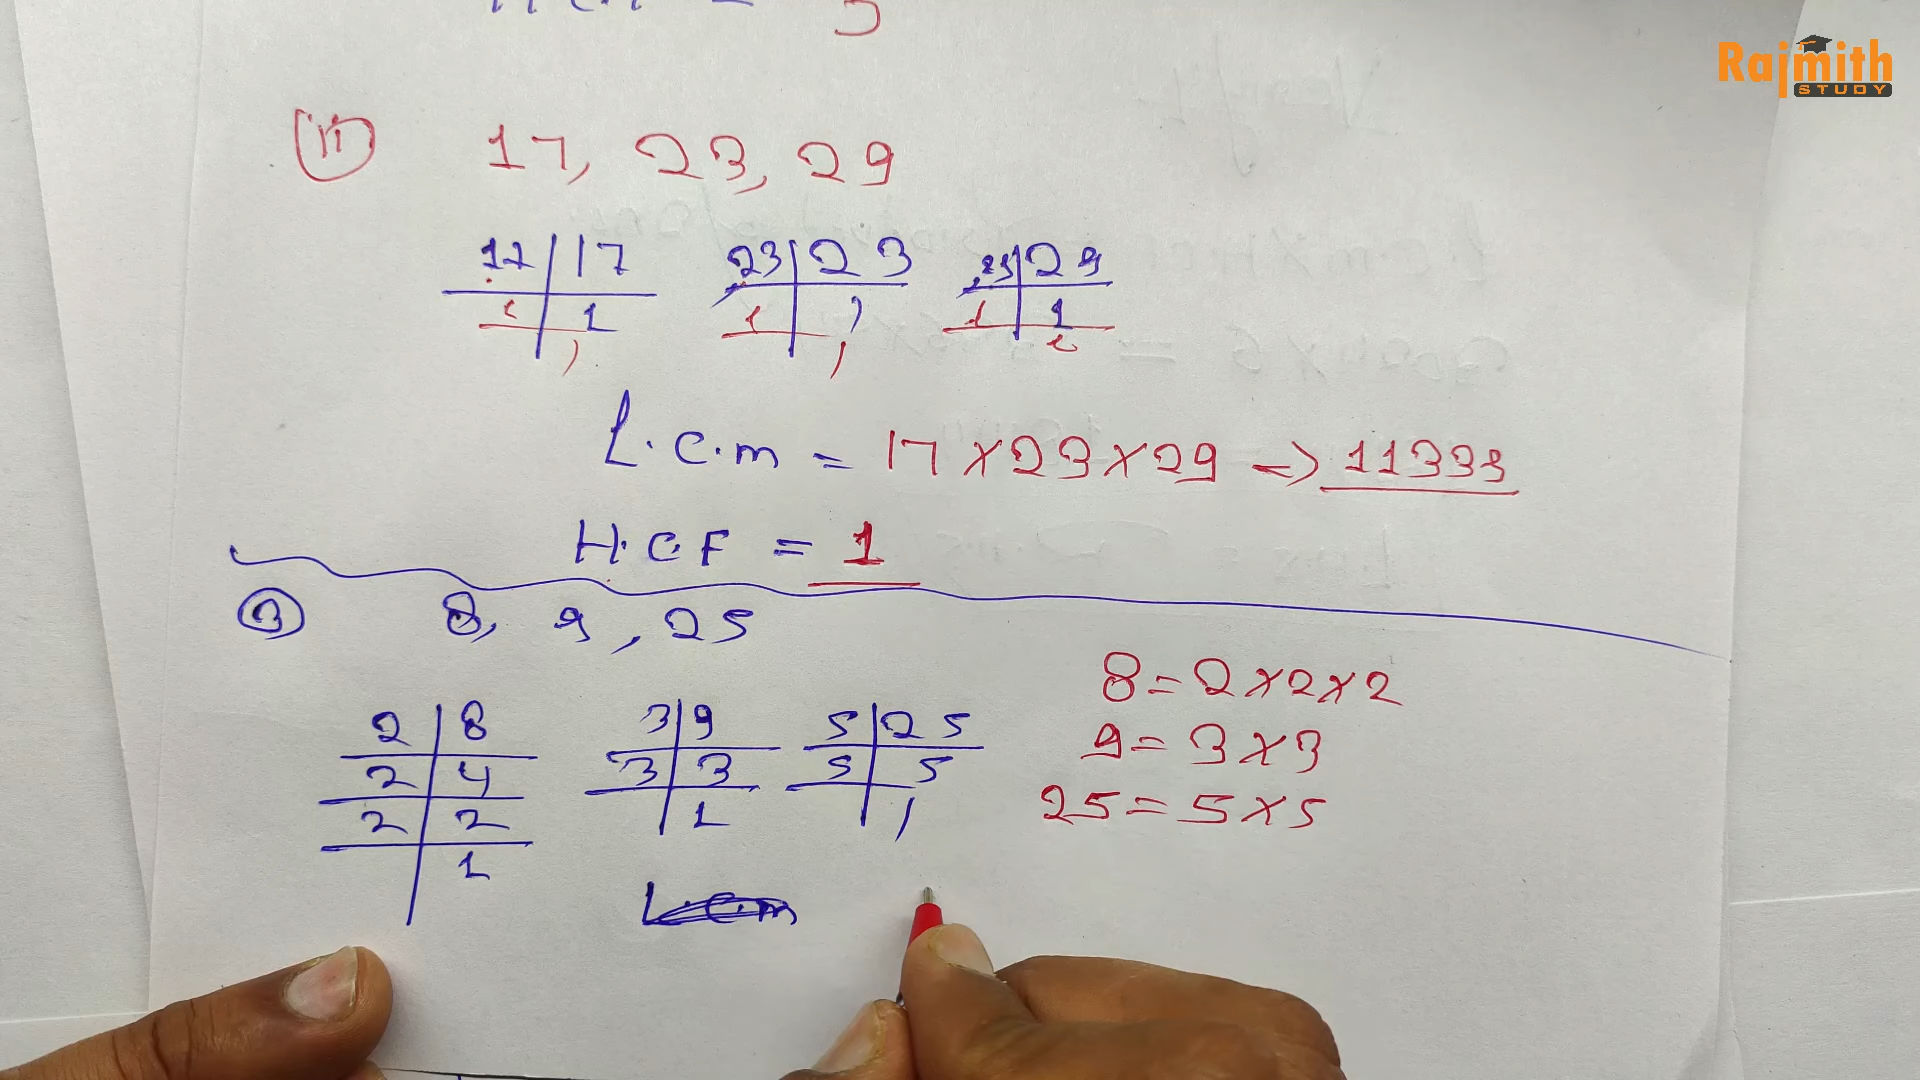 Rajmith
STUDY
(ii) 17, 23, 29
17 | 17 23 | 23 29 | 29
1 | 1 1 | 1 1 | 1
L.C.m = 17 × 23 × 29 => 11339
H.C.F = 1
(3) 8, 9, 25
2 | 8 3 | 9 5 | 25
2 | 4 3 | 3 5 | 5
2 | 2 1 1
1
8 = 2 × 2 × 2
9 = 3 × 3
25 = 5 × 5